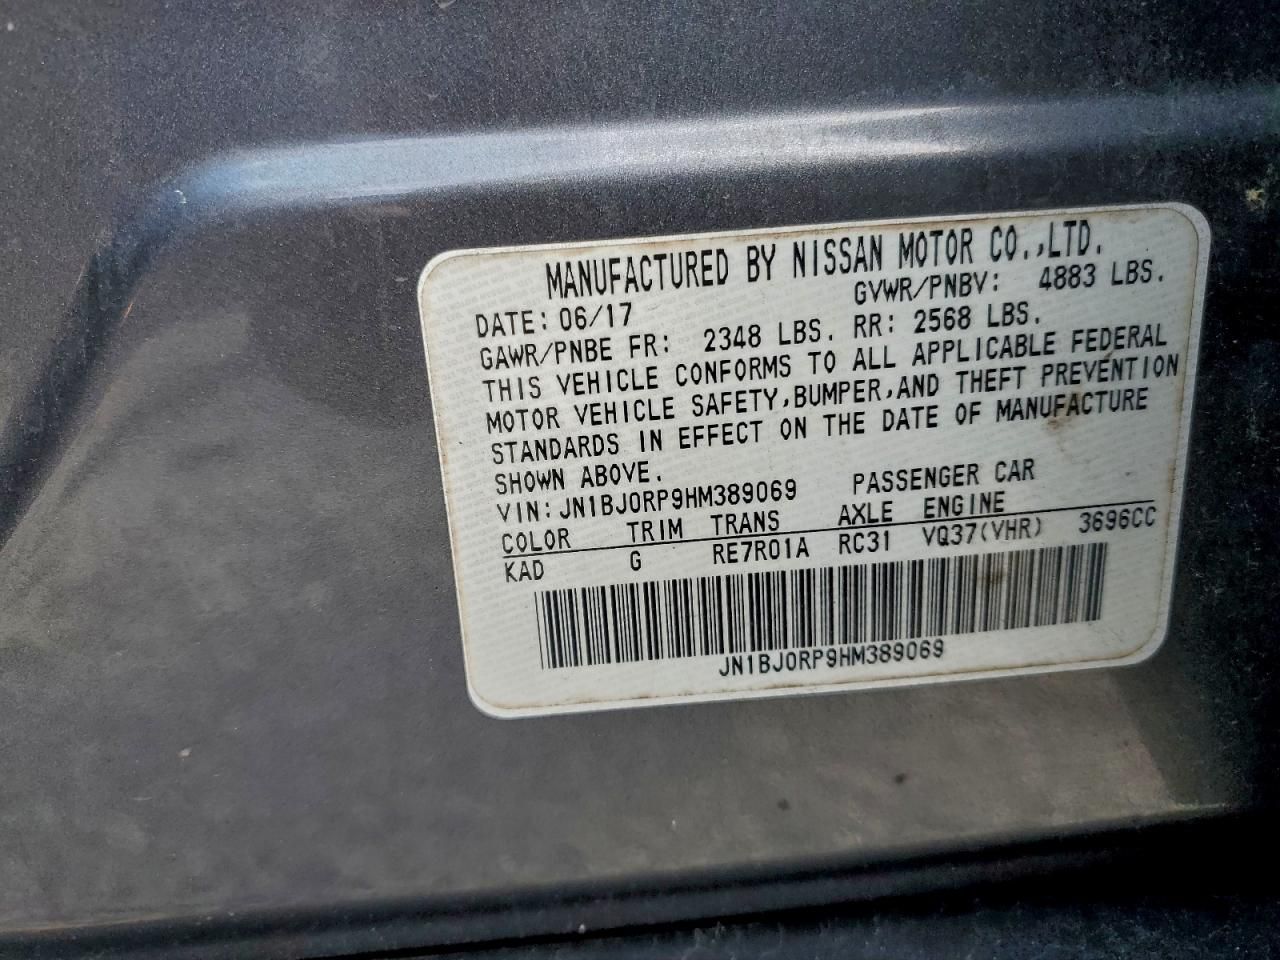 MANUFACTURED BY NISSAN MOTOR CO.,LTD.
DATE: 06/17 GVWR/PNBV: 4883 LBS.
GAWR/PNBE FR: 2348 LBS. RR: 2568 LBS.
THIS VEHICLE CONFORMS TO ALL APPLICABLE FEDERAL
MOTOR VEHICLE SAFETY,BUMPER,AND THEFT PREVENTION
STANDARDS IN EFFECT ON THE DATE OF MANUFACTURE
SHOWN ABOVE.
VIN: JN1BJ0RP9HM389069 PASSENGER CAR
COLOR TRIM TRANS AXLE ENGINE
KAD G RE7R01A RC31 VQ37(VHR) 3696CC
JN1BJ0RP9HM389069